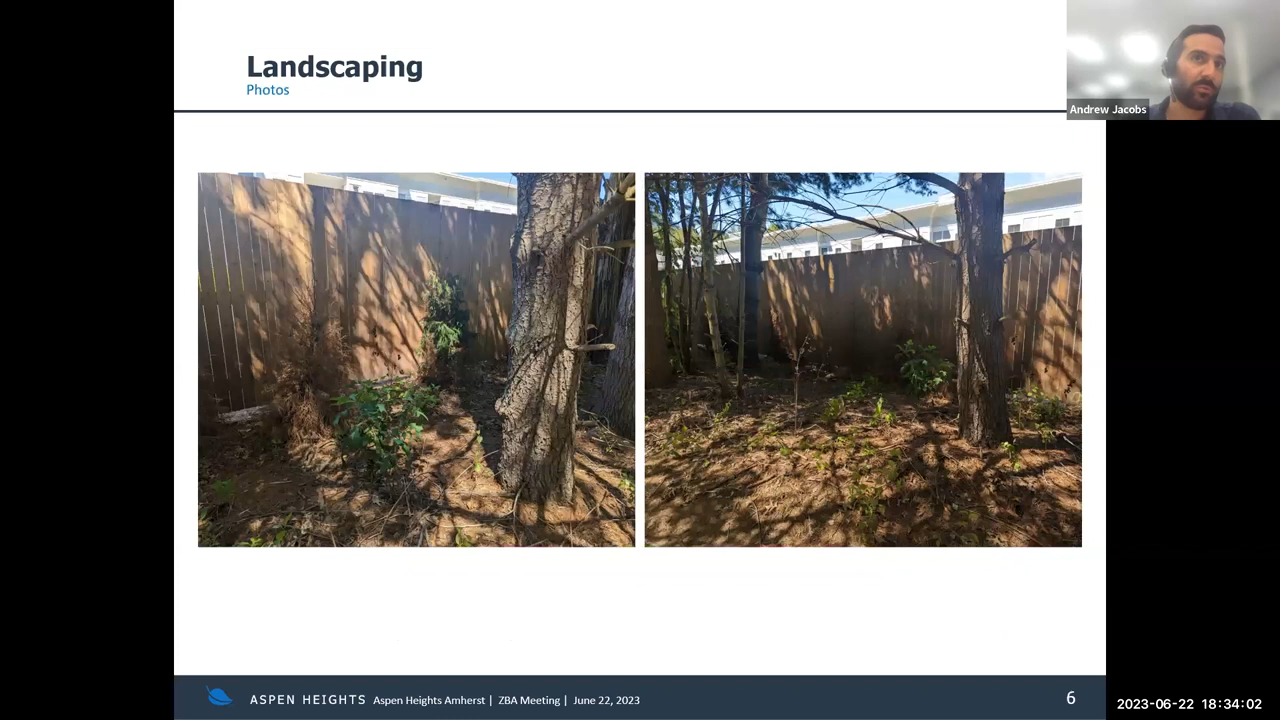 Landscaping
Photos
Andrew Jacobs
ASPEN HEIGHTS Aspen Heights Amherst | ZBA Meeting | June 22, 2023
6
2023-06-22 18:34:02